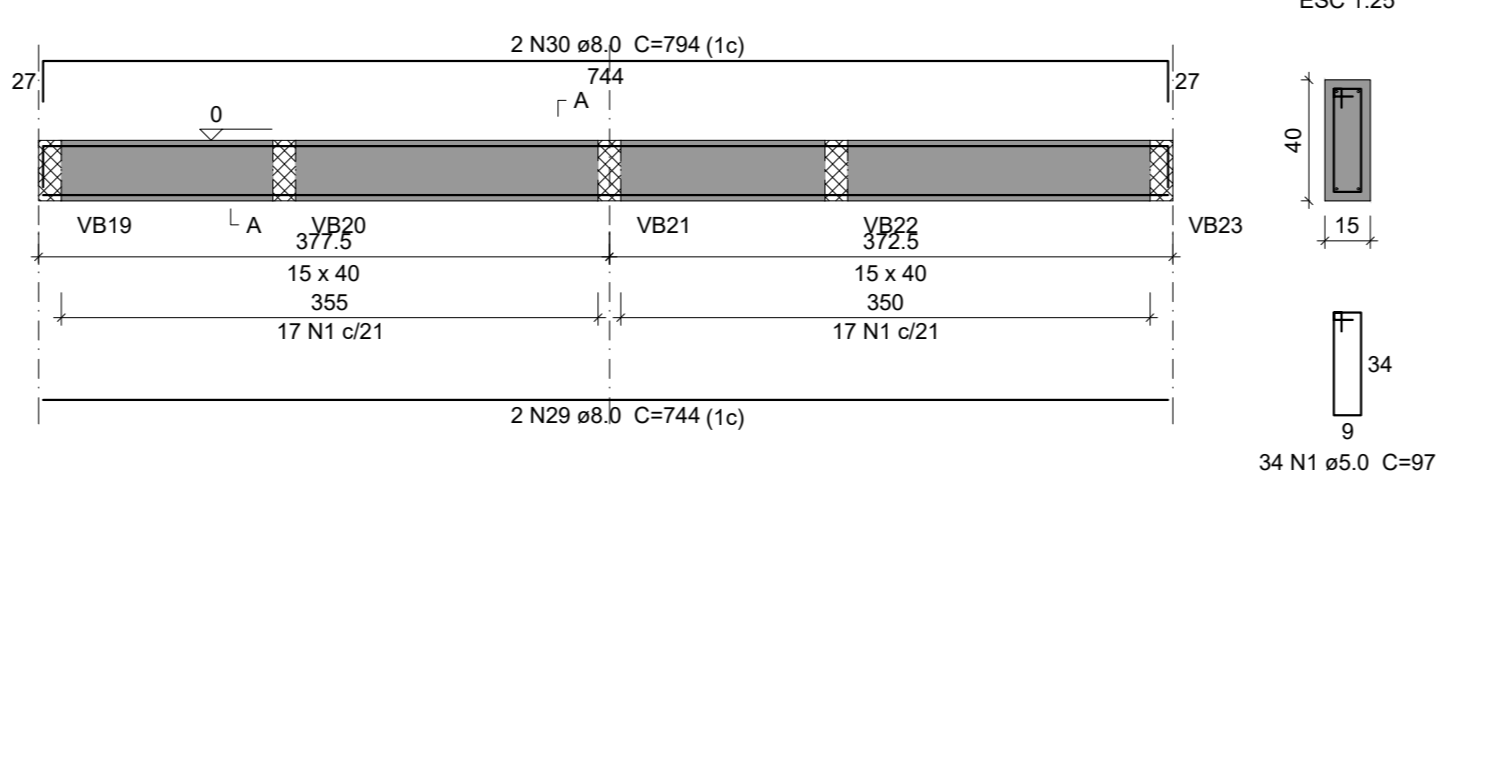 ESC 1:25
2 N30 ø8.0 C=794 (1c)
27
744
27
A
0
40
A
VB19
VB20
VB21
VB22
VB23
15
377.5
372.5
15 x 40
15 x 40
355
350
17 N1 c/21
17 N1 c/21
34
2 N29 ø8.0 C=744 (1c)
9
34 N1 ø5.0 C=97